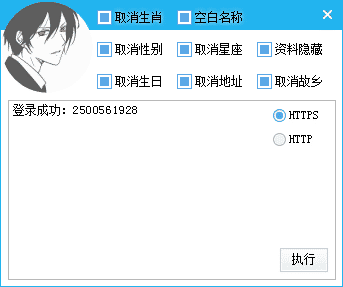 取消生肖 空白名称
取消性别 取消星座 资料隐藏
取消生日 取消地址 取消故乡
登录成功：2500561928
HTTPS
HTTP
执行